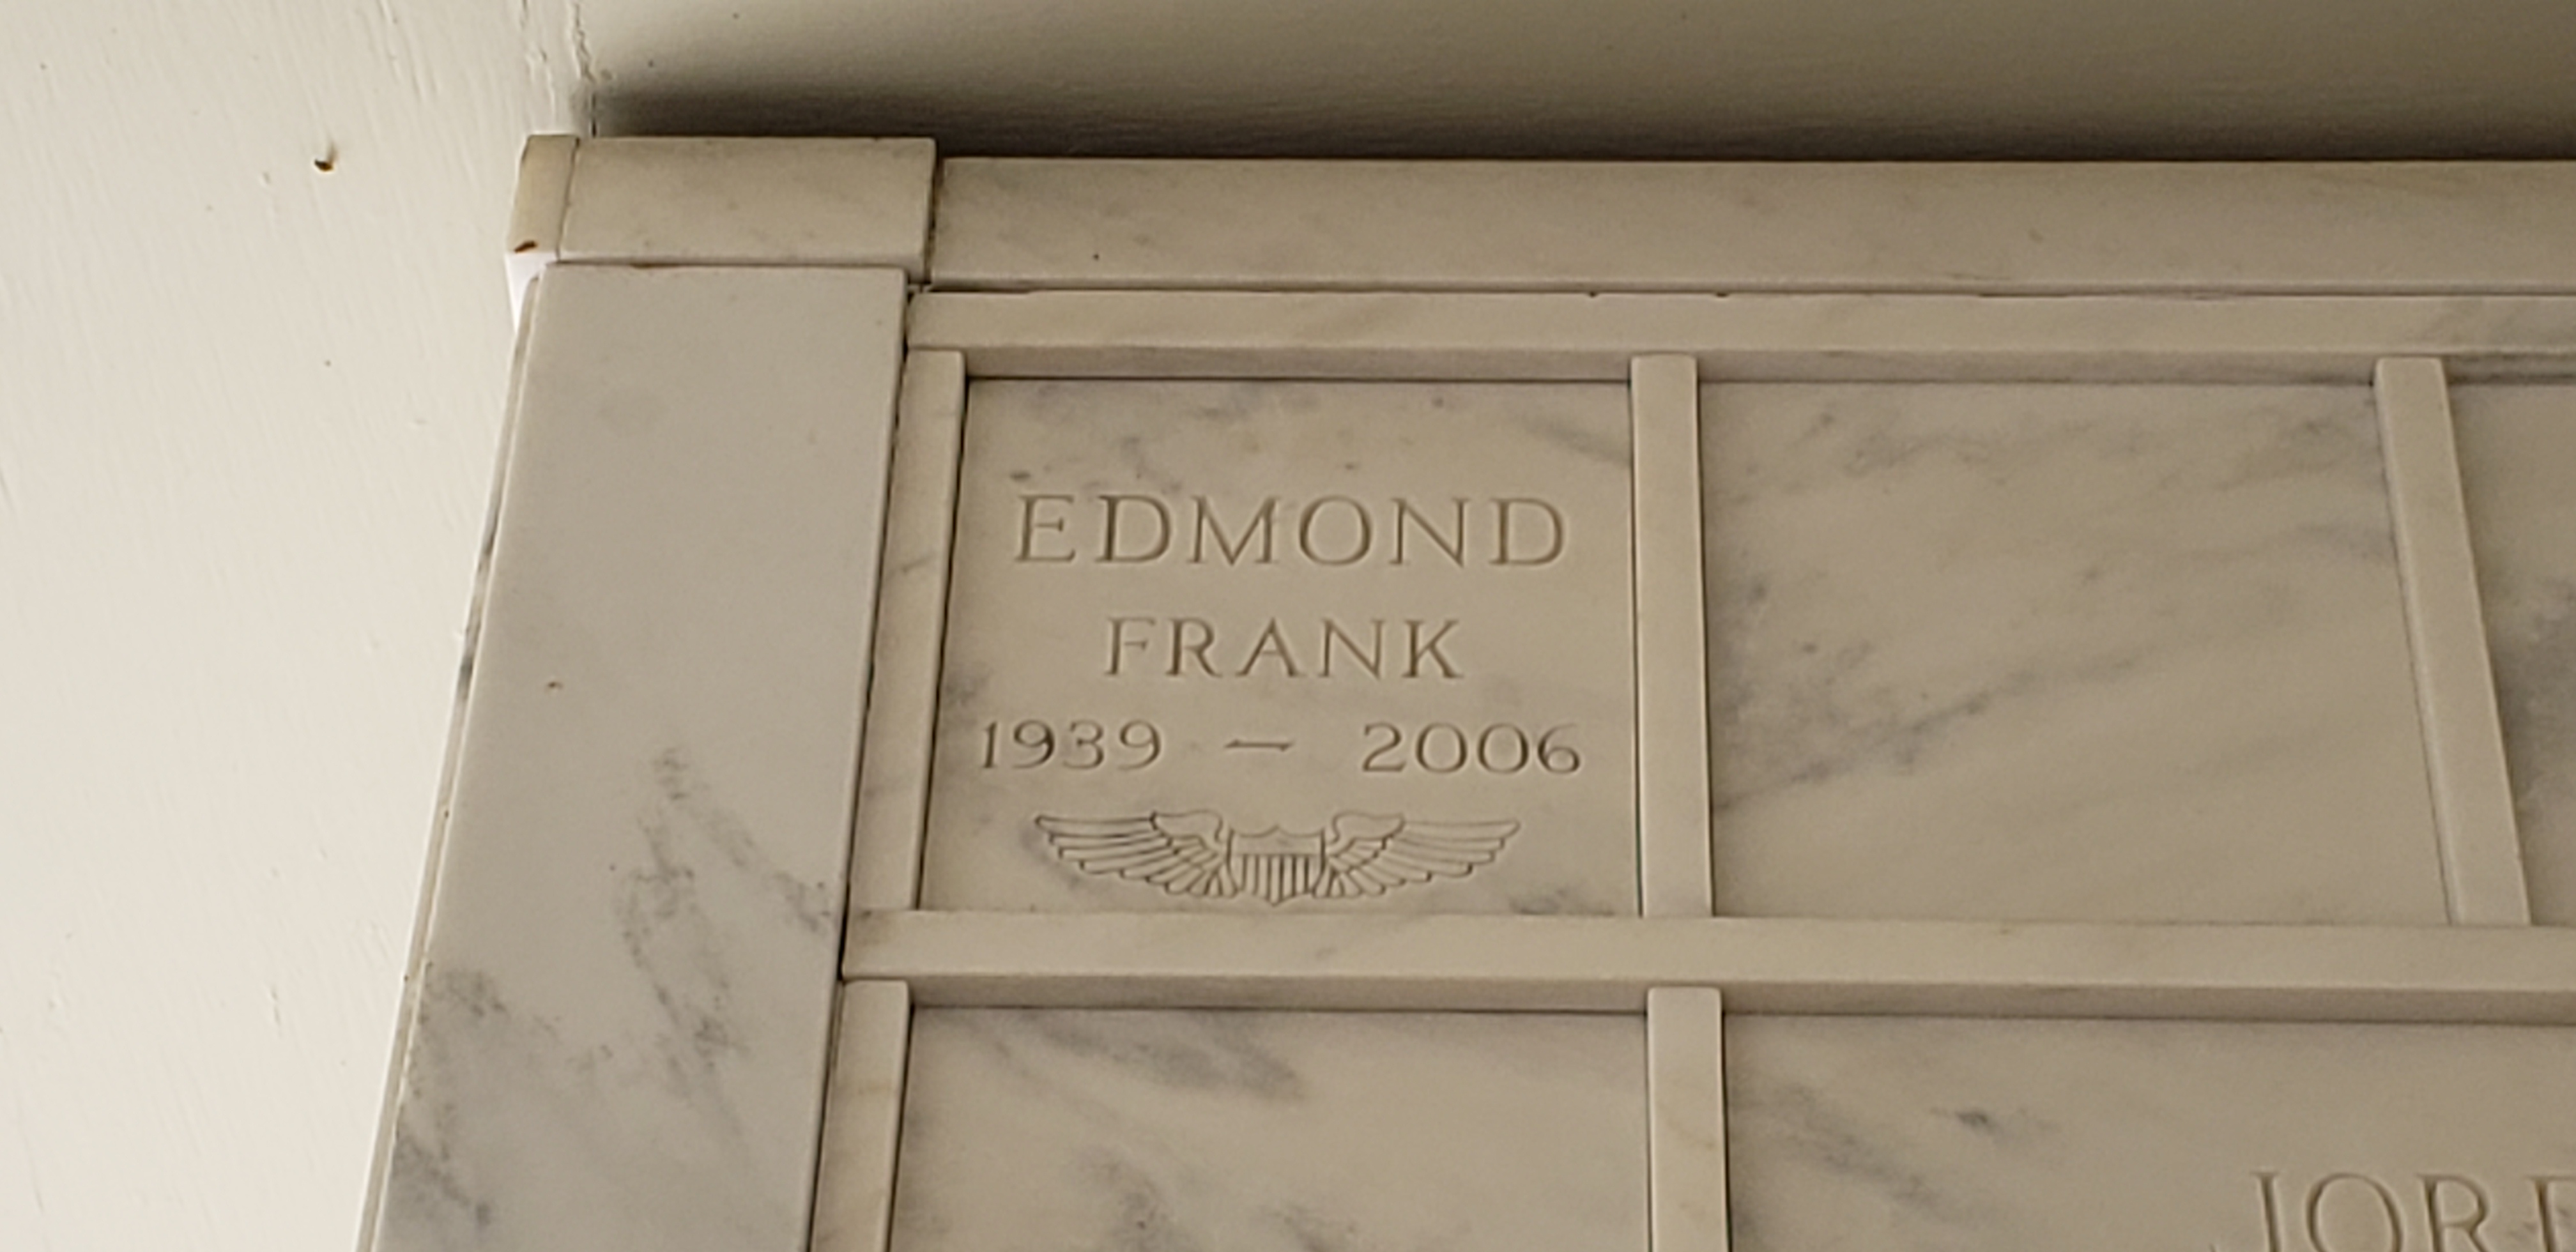 EDMOND
FRANK
1939 – 2006